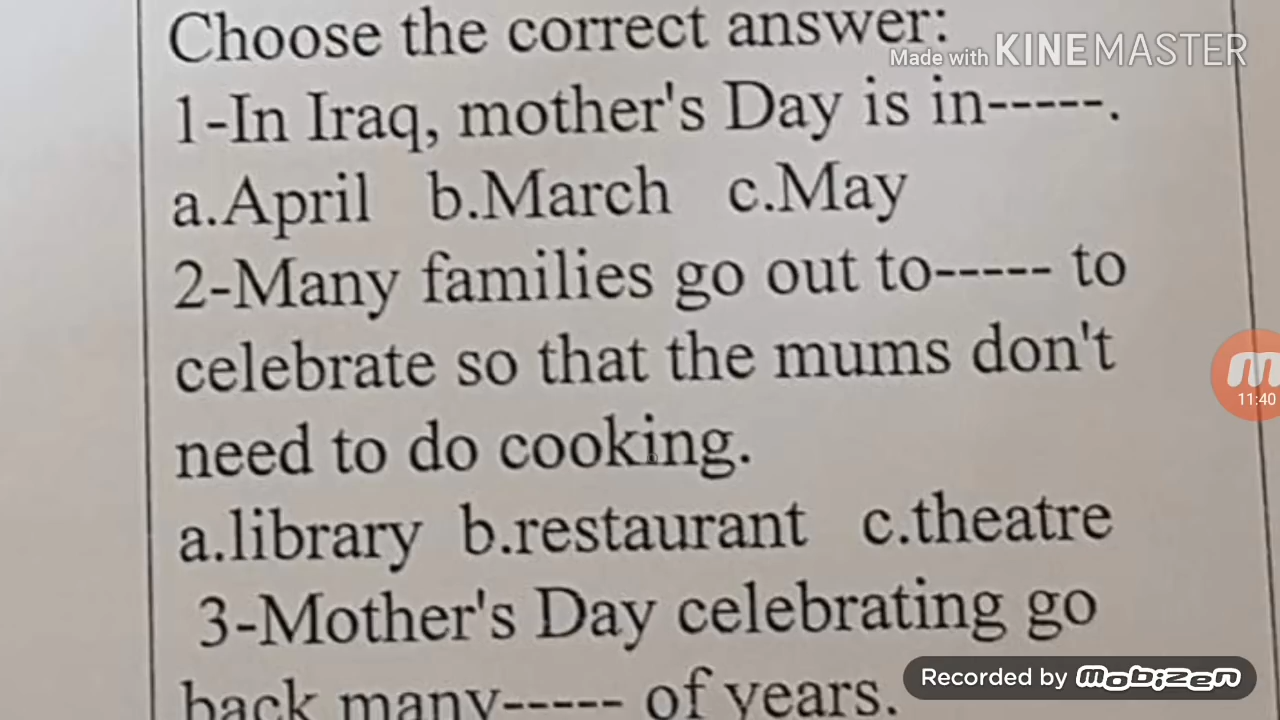 Choose the correct answer:
Made with KINEMASTER
1-In Iraq, mother's Day is in-----.
a.April b.March c.May
2-Many families go out to----- to
celebrate so that the mums don't
need to do cooking.
11:40
a.library b.restaurant c.theatre
3-Mother's Day celebrating go
back many----- of years.
Recorded by mobizen